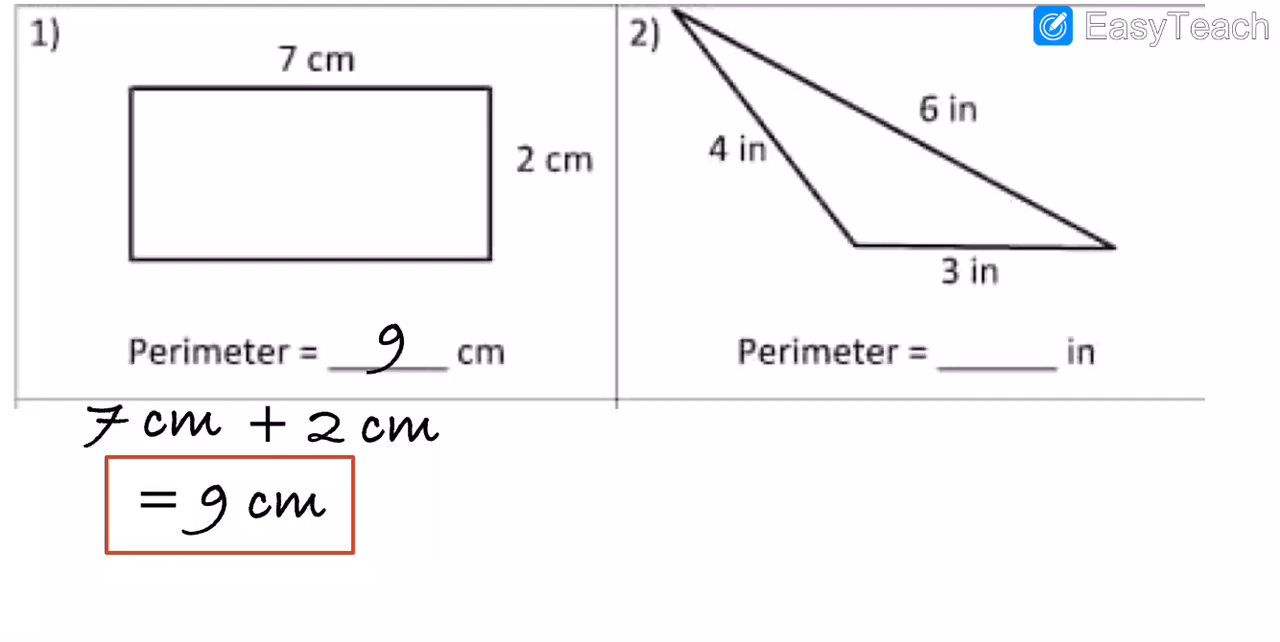 1)
7 cm
2 cm
Perimeter = 9 cm
7 cm + 2 cm
= 9 cm
2)
EasyTeach
6 in
4 in
3 in
Perimeter = ______ in